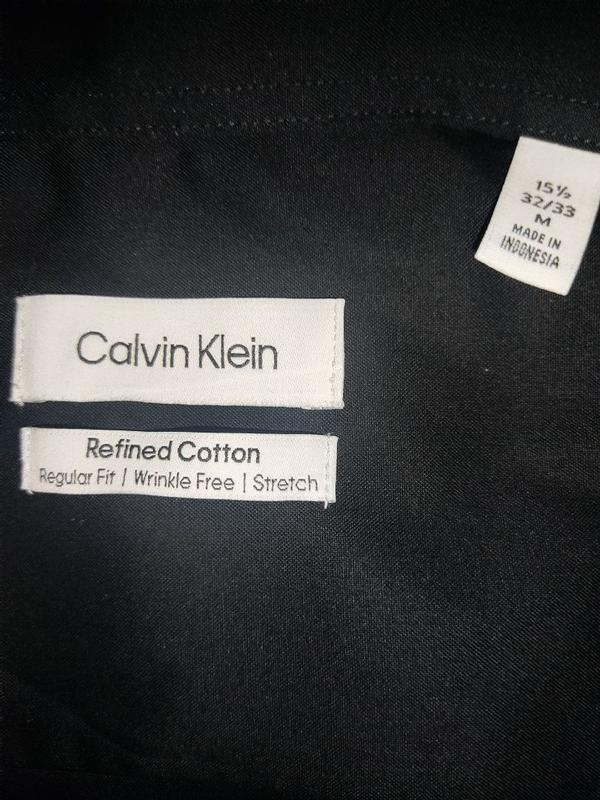 15½
32/33
M
MADE IN
INDONESIA
Calvin Klein
Refined Cotton
Regular Fit / Wrinkle Free | Stretch